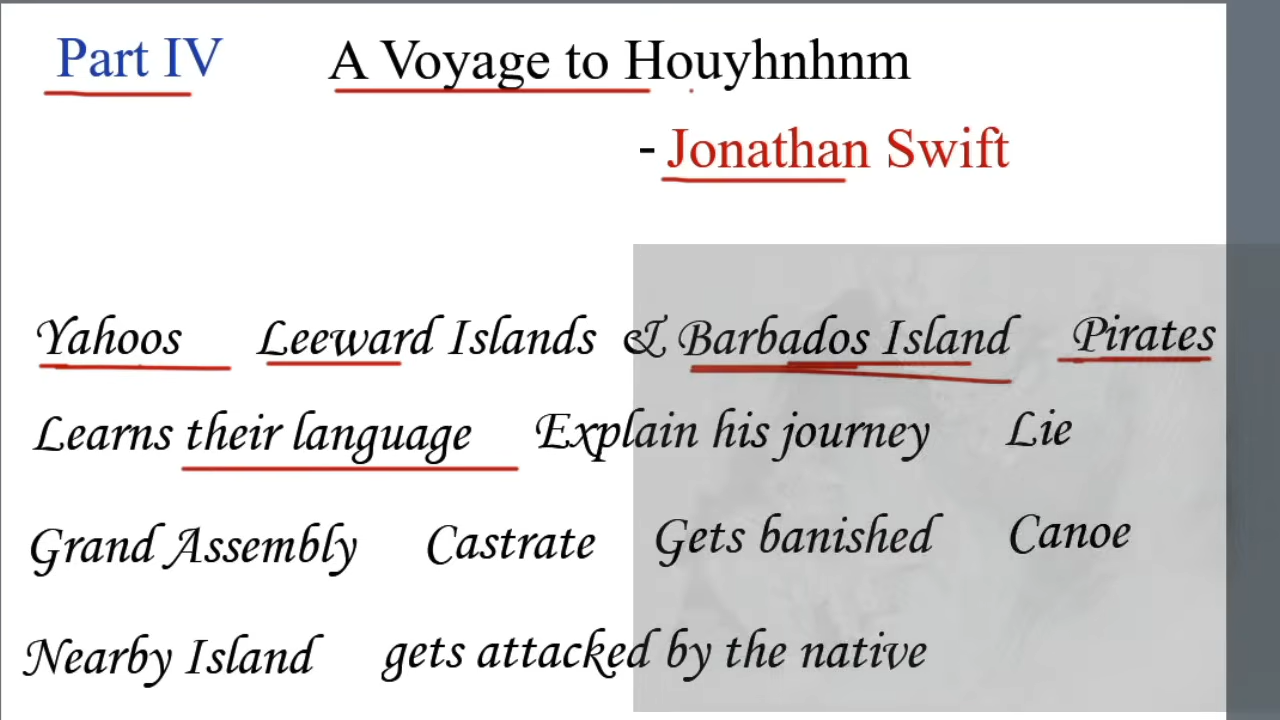 Part IV A Voyage to Houyhnhnm
- Jonathan Swift
Yahoos Leeward Islands & Barbados Island Pirates
Learns their language Explain his journey Lie
Grand Assembly Castrate Gets banished Canoe
Nearby Island gets attacked by the native